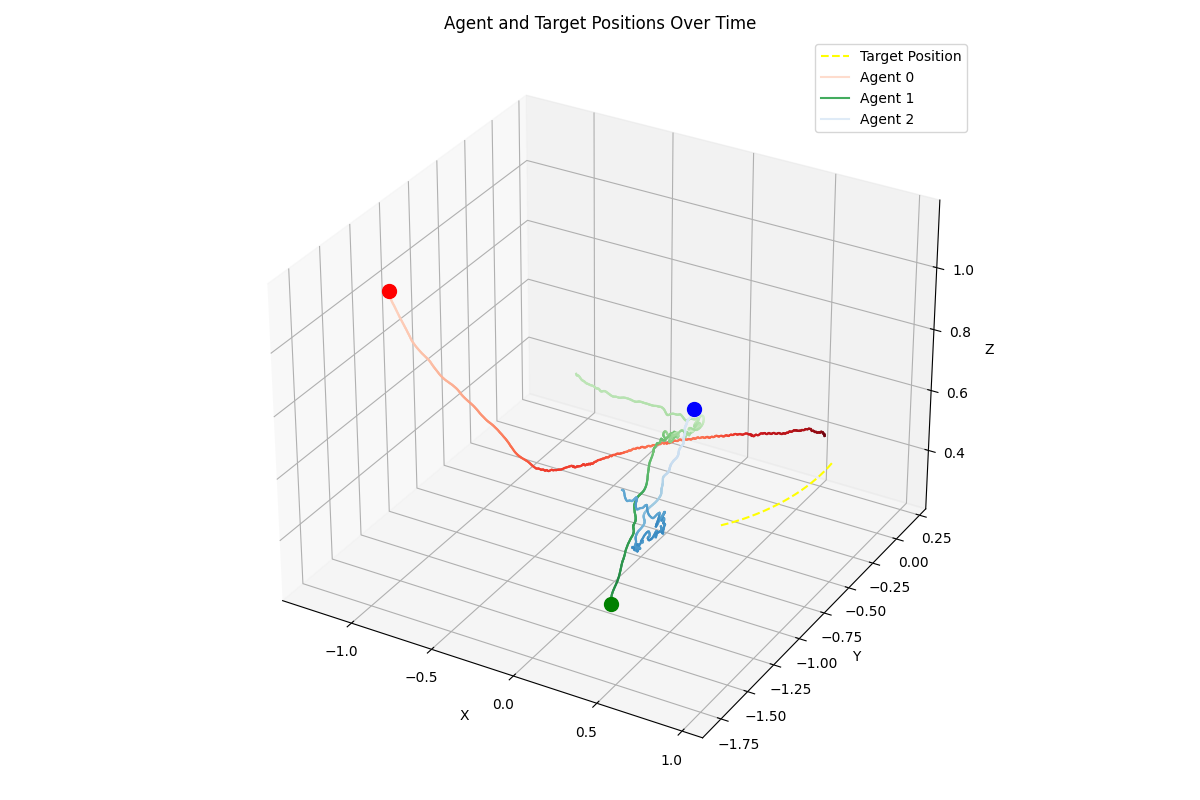 Agent and Target Positions Over Time
Target Position
Agent 0
Agent 1
Agent 2
1.0
0.8
Z
0.6
0.4
0.25
0.00
−0.25
−0.50
−0.75
Y
−1.00
−1.25
−1.50
−1.75
−1.0
−0.5
0.0
X
0.5
1.0